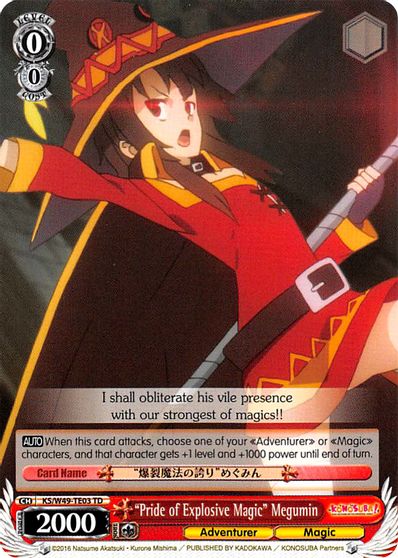 LEVEL
0
0
COST
I shall obliterate his vile presence
with our strongest of magics!!
AUTO When this card attacks, choose one of your «Adventurer» or «Magic»
characters, and that character gets +1 level and +1000 power until end of turn.
Card Name "爆裂魔法の誇り"めぐみん
CH KS/W49-TE03 TD
"Pride of Explosive Magic" Megumin
KONOSUBA
POWER 2000
Adventurer Magic
©2016 Natsume Akatsuki・Kurone Mishima / PUBLISHED BY KADOKAWA / KONOSUBA Partners